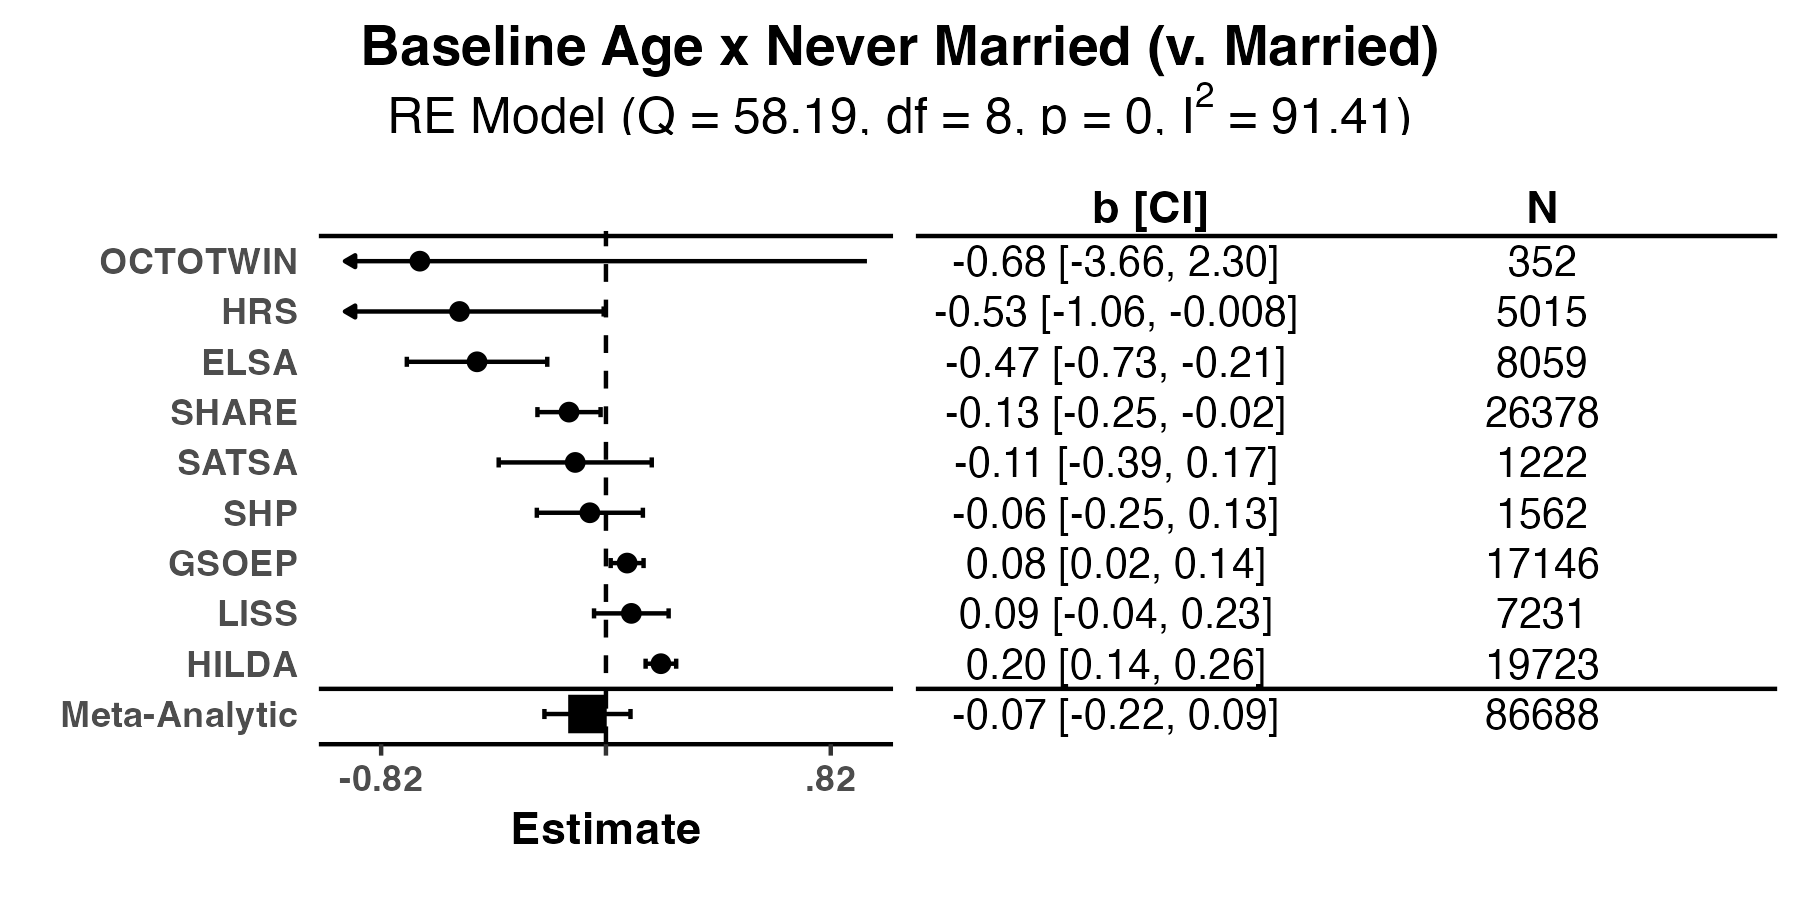 Baseline Age x Never Married (v. Married)
RE Model (Q = 58.19, df = 8, p = 0, I² = 91.41)
b [CI] N
OCTOTWIN -0.68 [-3.66, 2.30] 352
HRS -0.53 [-1.06, -0.008] 5015
ELSA -0.47 [-0.73, -0.21] 8059
SHARE -0.13 [-0.25, -0.02] 26378
SATSA -0.11 [-0.39, 0.17] 1222
SHP -0.06 [-0.25, 0.13] 1562
GSOEP 0.08 [0.02, 0.14] 17146
LISS 0.09 [-0.04, 0.23] 7231
HILDA 0.20 [0.14, 0.26] 19723
Meta-Analytic -0.07 [-0.22, 0.09] 86688
-0.82 .82
Estimate